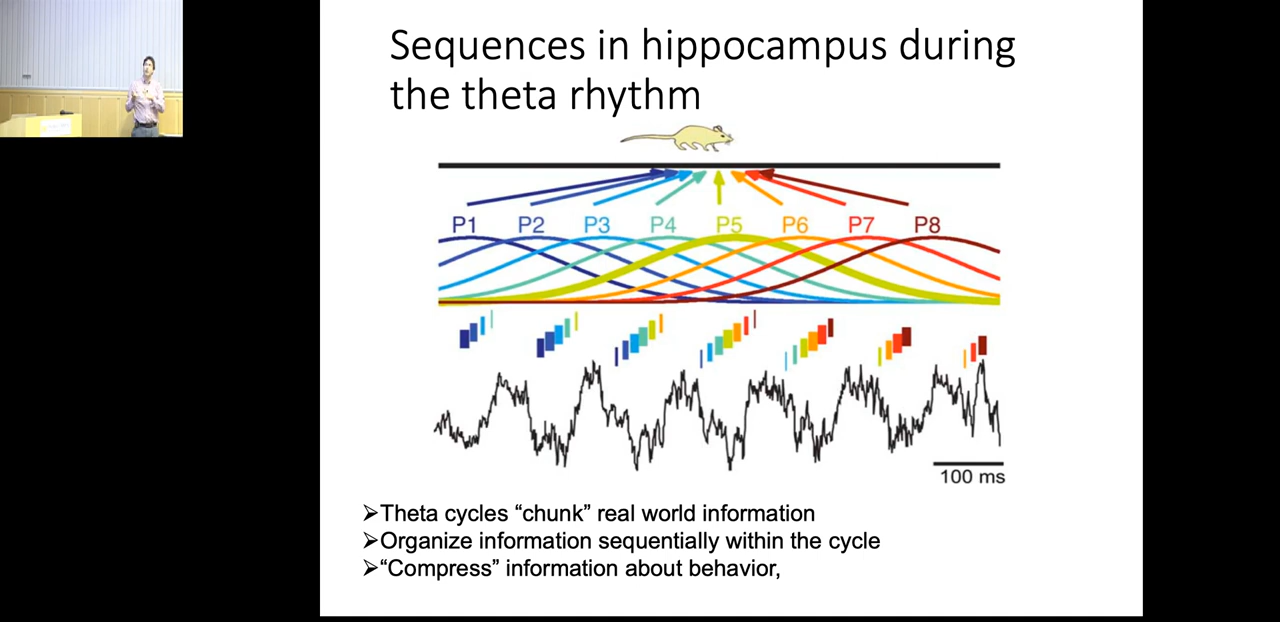 Sequences in hippocampus during
the theta rhythm
P1 P2 P3 P4 P5 P6 P7 P8
100 ms
➢Theta cycles “chunk” real world information
➢Organize information sequentially within the cycle
➢“Compress” information about behavior,